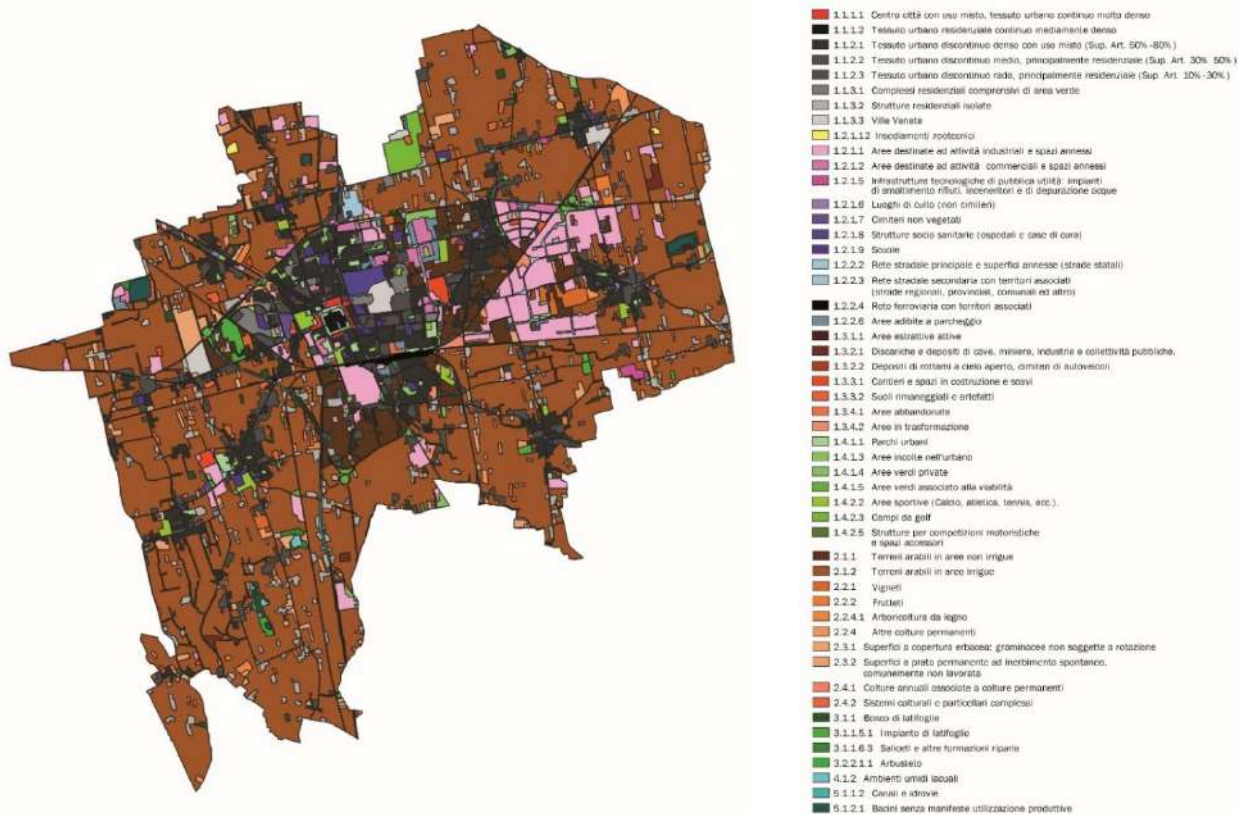 1.1.1.1 Centro città con uso misto, tessuto urbano continuo molto denso
1.1.1.2 Tessuto urbano residenziale continuo mediamente denso
1.1.2.1 Tessuto urbano discontinuo denso con uso misto (Sup. Art. 50%-80%)
1.1.2.2 Tessuto urbano discontinuo medio, principalmente residenziale (Sup. Art. 30% 50%)
1.1.2.3 Tessuto urbano discontinuo rado, principalmente residenziale (Sup. Art. 10%-30%)
1.1.3.1 Complessi residenziali comprensivi di area verde
1.1.3.2 Strutture residenziali isolate
1.1.3.3 Ville Venete
1.2.1.12 Insediamenti zootecnici
1.2.1.1 Aree destinate ad attività industriali e spazi annessi
1.2.1.2 Aree destinate ad attività commerciali e spazi annessi
1.2.1.5 Infrastrutture tecnologiche di pubblica utilità impianti
di smaltimento rifiuti, inceneritori e di depurazione acque
1.2.1.6 Luoghi di culto (non cimiteri)
1.2.1.7 Cimiteri non vegetati
1.2.1.8 Strutture socio sanitarie (ospedali e case di cura)
1.2.1.9 Scuole
1.2.2.2 Rete stradale principale e superfici annesse (strade statali)
1.2.2.3 Rete stradale secondaria con territori associati
(strade regionali, provinciali, comunali ed altro)
1.2.2.4 Rete ferroviaria con territori associati
1.2.2.6 Aree adibite a parcheggio
1.3.1.1 Aree estrattive attive
1.3.2.1 Discariche e depositi di cave, miniere, industrie e collettività pubbliche.
1.3.2.2 Depositi di rottami a cielo aperto, cimiteri di autoveicoli
1.3.3.1 Cantieri e spazi in costruzione e scavi
1.3.3.2 Suoli rimaneggiati e artefatti
1.3.4.1 Aree abbandonate
1.3.4.2 Aree in trasformazione
1.4.1.1 Parchi urbani
1.4.1.3 Aree incolte nell'urbano
1.4.1.4 Aree verdi private
1.4.1.5 Aree verdi associato alla viabilità
1.4.2.2 Aree sportive (Calcio, atletica, tennis, ecc.).
1.4.2.3 Campi da golf
1.4.2.5 Strutture per competizioni motoristiche
e spazi accessori
2.1.1 Terreni arabili in aree non irrigue
2.1.2 Terreni arabili in aree irrigue
2.2.1 Vigneti
2.2.2 Frutteti
2.2.4.1 Arboricoltura da legno
2.2.4 Altre colture permanenti
2.3.1 Superfici a copertura erbacea: graminacee non soggette a rotazione
2.3.2 Superfici a prato permanente ad inerbimento spontaneo,
comunemente non lavorata
2.4.1 Colture annuali associate a colture permanenti
2.4.2 Sistemi colturali e particellari complessi
3.1.1 Bosco di latifoglie
3.1.1.5.1 Impianto di latifoglie
3.1.1.6.3 Saliceti e altre formazioni riparie
3.2.2.1.1 Arbusteto
4.1.2 Ambienti umidi lacuali
5.1.1.2 Canali e idrovie
5.1.2.1 Bacini senza manifeste utilizzazione produttive